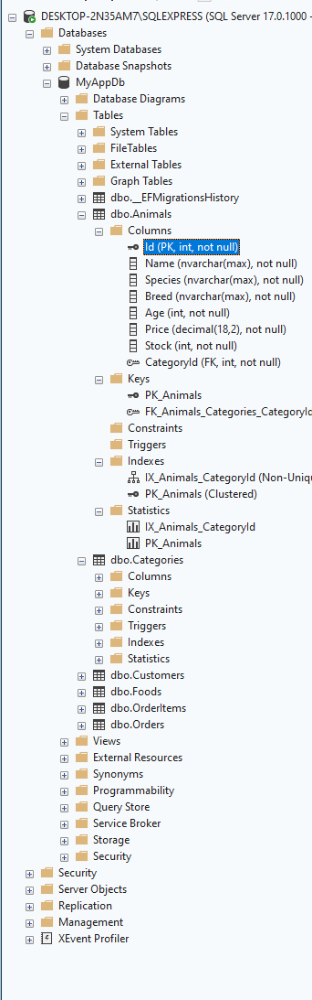 DESKTOP-2N35AM7\SQLEXPRESS (SQL Server 17.0.1000 -
Databases
System Databases
Database Snapshots
MyAppDb
Database Diagrams
Tables
System Tables
FileTables
External Tables
Graph Tables
dbo.__EFMigrationsHistory
dbo.Animals
Columns
Id (PK, int, not null)
Name (nvarchar(max), not null)
Species (nvarchar(max), not null)
Breed (nvarchar(max), not null)
Age (int, not null)
Price (decimal(18,2), not null)
Stock (int, not null)
CategoryId (FK, int, not null)
Keys
PK_Animals
FK_Animals_Categories_CategoryId
Constraints
Triggers
Indexes
IX_Animals_CategoryId (Non-Uniqu
PK_Animals (Clustered)
Statistics
IX_Animals_CategoryId
PK_Animals
dbo.Categories
Columns
Keys
Constraints
Triggers
Indexes
Statistics
dbo.Customers
dbo.Foods
dbo.OrderItems
dbo.Orders
Views
External Resources
Synonyms
Programmability
Query Store
Service Broker
Storage
Security
Security
Server Objects
Replication
Management
XEvent Profiler